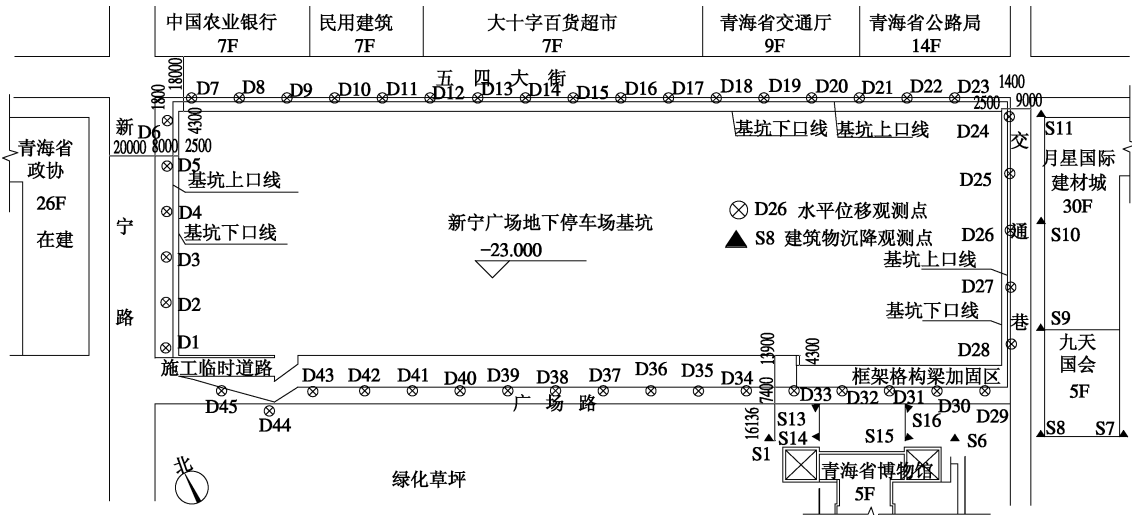 中国农业银行
7F
民用建筑
7F
大十字百货超市
7F
青海省交通厅
9F
青海省公路局
14F
五四大街
18000
1800
D7
D8
D9
D10
D11
D12
D13
D14
D15
D16
D17
D18
D19
D20
D21
D22
D23
1400
2500
9000
4300
D6
20000
8000
2500
基坑下口线
基坑上口线
D24
S11
新宁路
交通巷
青海省
政协
26F
在建
月星国际
建材城
30F
D5
基坑上口线
D25
D4
基坑下口线
新宁广场地下停车场基坑
-23.000
D26 水平位移观测点
S8 建筑物沉降观测点
D26
S10
D3
基坑上口线
D27
D2
基坑下口线
S9
D1
D28
九天
国会
5F
13900
4300
施工临时道路
框架格构梁加固区
D45
D44
D43
D42
D41
D40
D39
D38
D37
D36
D35
D34
7400
D33
D32
D31
D30
D29
广场路
16136
S13
S14
S1
S15
S16
S6
S8
S7
北
绿化草坪
青海省博物馆
5F